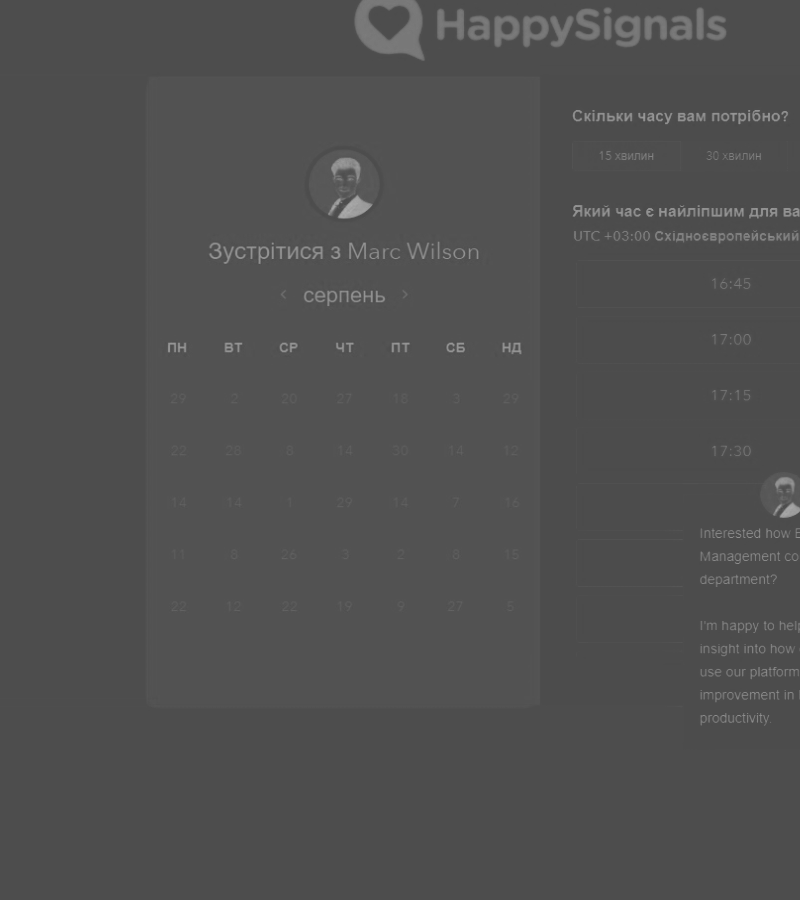 HappySignals
Зустрітися з Marc Wilson
серпень
ПН ВТ СР ЧТ ПТ СБ НД
29 2 20 27 18 3 29
22 28 8 14 30 14 12
14 14 1 29 14 7 16
11 8 26 3 2 8 15
22 12 22 19 9 27 5
Скільки часу вам потрібно?
15 хвилин 30 хвилин
Який час є найліпшим для ва
UTC +03:00 Східноєвропейський
16:45
17:00
17:15
17:30
Interested how E
Management co
department?
I'm happy to help
insight into how
use our platform
improvement in
productivity.